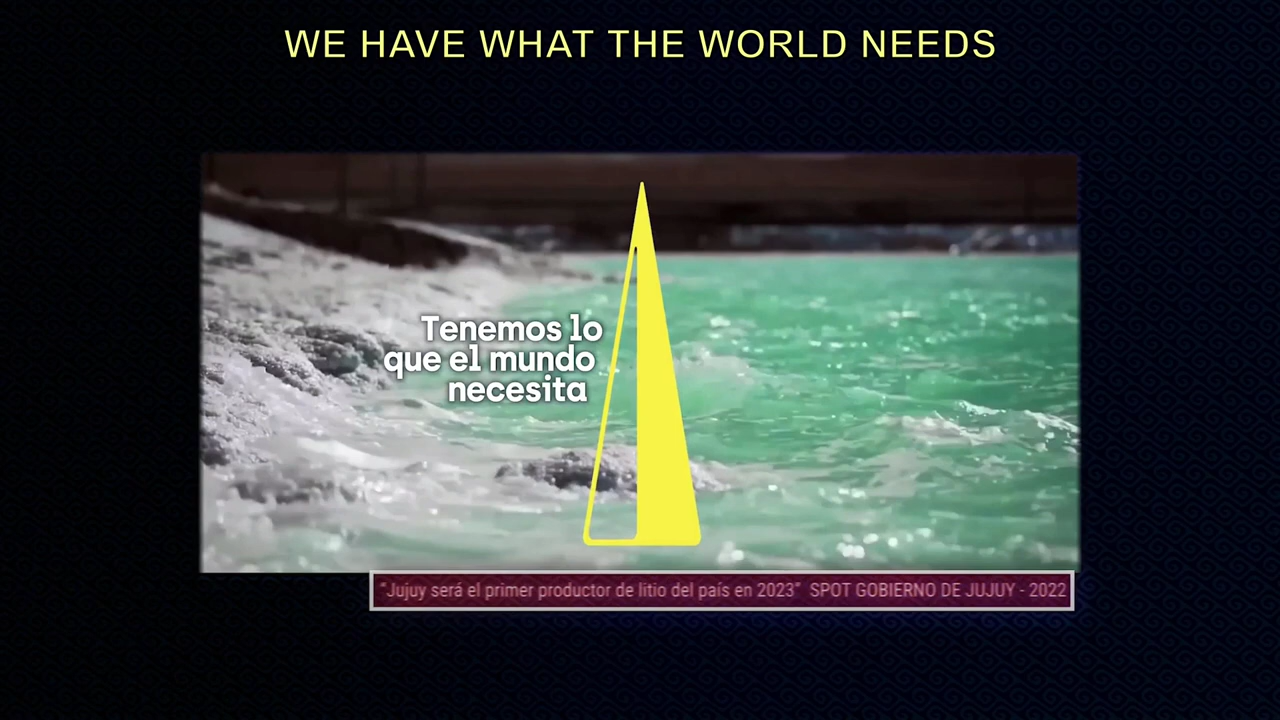 WE HAVE WHAT THE WORLD NEEDS
Tenemos lo
que el mundo
necesita
"Jujuy será el primer productor de litio del país en 2023" SPOT GOBIERNO DE JUJUY - 2022